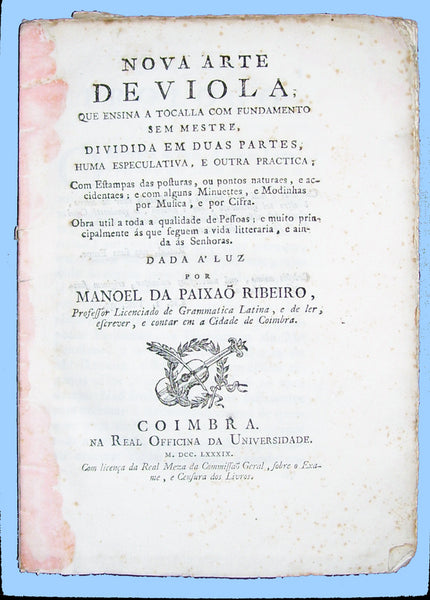 NOVA ARTE
DE VIOLA,
QUE ENSINA A TOCALLA COM FUNDAMENTO
SEM MESTRE,
DIVIDIDA EM DUAS PARTES,
HUMA ESPECULATIVA, E OUTRA PRACTICA;
Com Eſtampas das poſturas, ou pontos naturaes, e ac-
cidentaes; e com alguns Minuettes, e Modinhas
por Muſica, e por Cifra.
Obra util a toda a qualidade de Peſſoas; e muito prin-
cipalmente ás que ſeguem a vida litteraria, e ain-
da ás Senhoras.
DADA A' LUZ
POR
MANOEL DA PAIXAÕ RIBEIRO,
Profeſſor Licenciado de Grammatica Latina, e de ler,
eſcrever, e contar em a Cidade de Coimbra.
COIMBRA.
NA REAL OFFICINA DA UNIVERSIDADE.
M. DCC. LXXXIX.
Com licença da Real Meza da Commiſſaõ Geral, ſobre o Exa-
me, e Cenſura dos Livros.